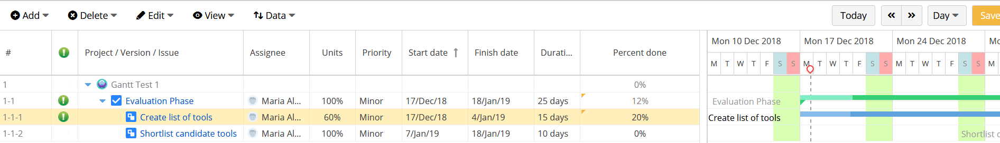 Add Delete Edit View Data Today « » Day Save
# ! Project / Version / Issue Assignee Units Priority Start date ↑ Finish date Durati... Percent done Mon 10 Dec 2018 Mon 17 Dec 2018 Mon 24 Dec 2018 Mo
M T W T F S S M T W T F S S M T W T F S S M
1 Gantt Test 1 0%
1-1 ! Evaluation Phase Maria Al... 100% Minor 17/Dec/18 18/Jan/19 25 days 12% Evaluation Phase
1-1-1 ! Create list of tools Maria Al... 60% Minor 17/Dec/18 4/Jan/19 15 days 20% Create list of tools
1-1-2 Shortlist candidate tools Maria Al... 100% Minor 7/Jan/19 18/Jan/19 10 days 0% Shortlist c